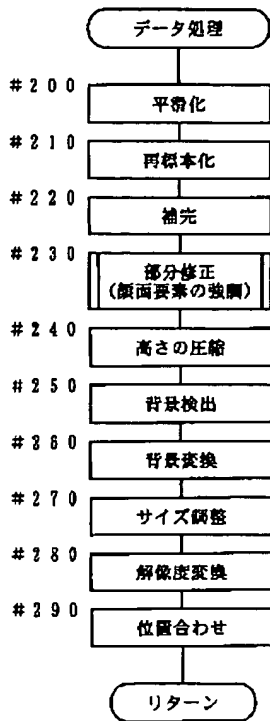 データ処理
#200
平滑化
#210
再標本化
#220
補完
#230
部分修正
(顔面要素の強調)
#240
高さの圧縮
#250
背景検出
#260
背景変換
#270
サイズ調整
#280
解像度変換
#290
位置合わせ
リターン